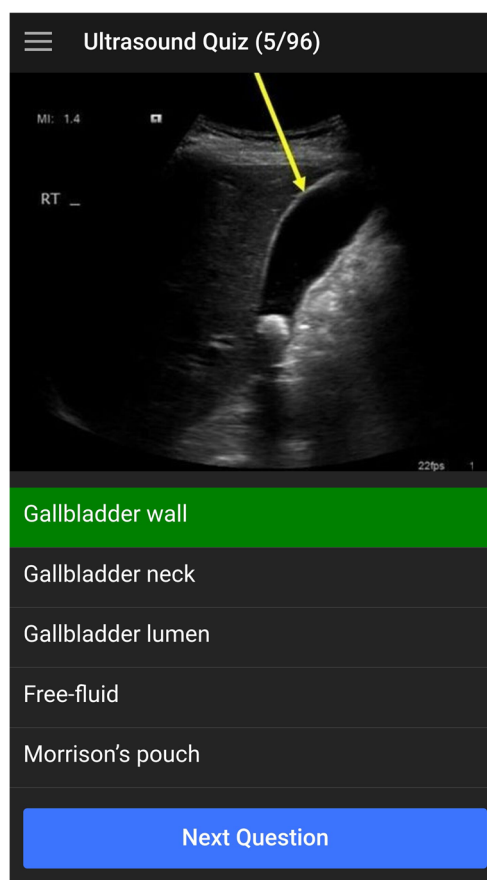 Ultrasound Quiz (5/96)
MI: 1.4
RT _
22fps 1
Gallbladder wall
Gallbladder neck
Gallbladder lumen
Free-fluid
Morrison’s pouch
Next Question